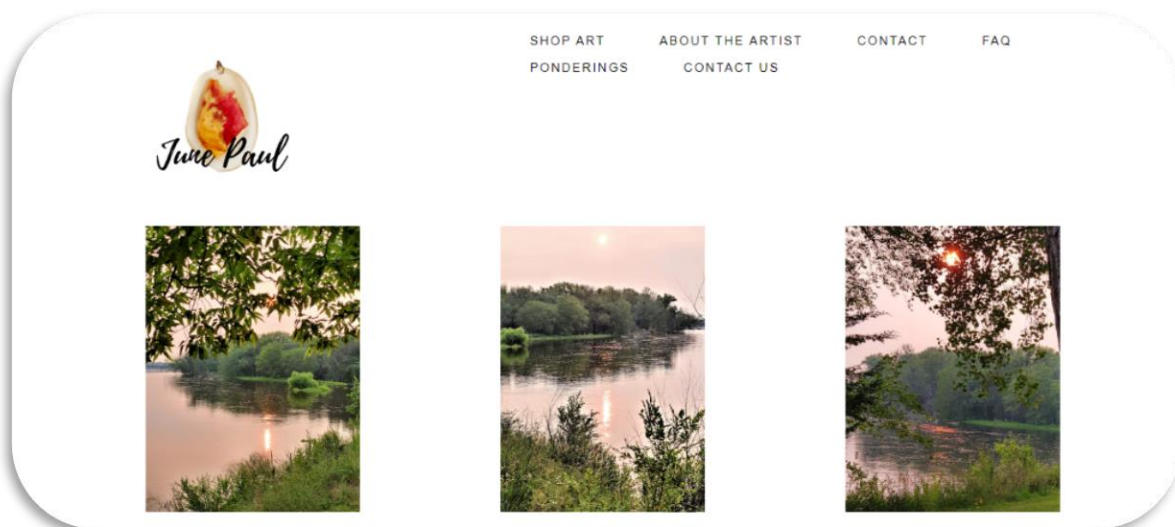 SHOP ART ABOUT THE ARTIST CONTACT FAQ
PONDERINGS CONTACT US
June Paul